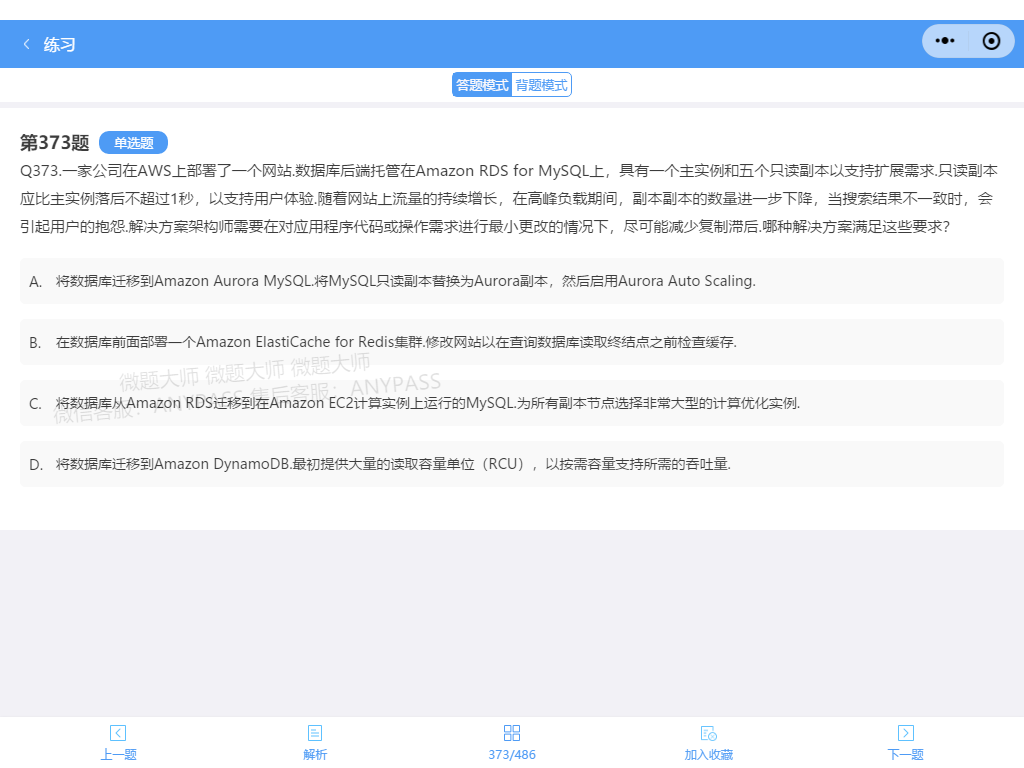 练习
答题模式 背题模式
第373题 单选题
Q373.一家公司在AWS上部署了一个网站.数据库后端托管在Amazon RDS for MySQL上，具有一个主实例和五个只读副本以支持扩展需求.只读副本
应比主实例落后不超过1秒，以支持用户体验.随着网站上流量的持续增长，在高峰负载期间，副本副本的数量进一步下降，当搜索结果不一致时，会
引起用户的抱怨.解决方案架构师需要在对应用程序代码或操作需求进行最小更改的情况下，尽可能减少复制滞后.哪种解决方案满足这些要求？
A. 将数据库迁移到Amazon Aurora MySQL.将MySQL只读副本替换为Aurora副本，然后启用Aurora Auto Scaling.
B. 在数据库前面部署一个Amazon ElastiCache for Redis集群.修改网站以在查询数据库读取终结点之前检查缓存.
微题大师 微题大师 微题大师
微信客服：ANYPASS 售后客服：ANYPASS
C. 将数据库从Amazon RDS迁移到在Amazon EC2计算实例上运行的MySQL.为所有副本节点选择非常大型的计算优化实例.
D. 将数据库迁移到Amazon DynamoDB.最初提供大量的读取容量单位（RCU），以按需容量支持所需的吞吐量.
上一题 解析 373/486 加入收藏 下一题